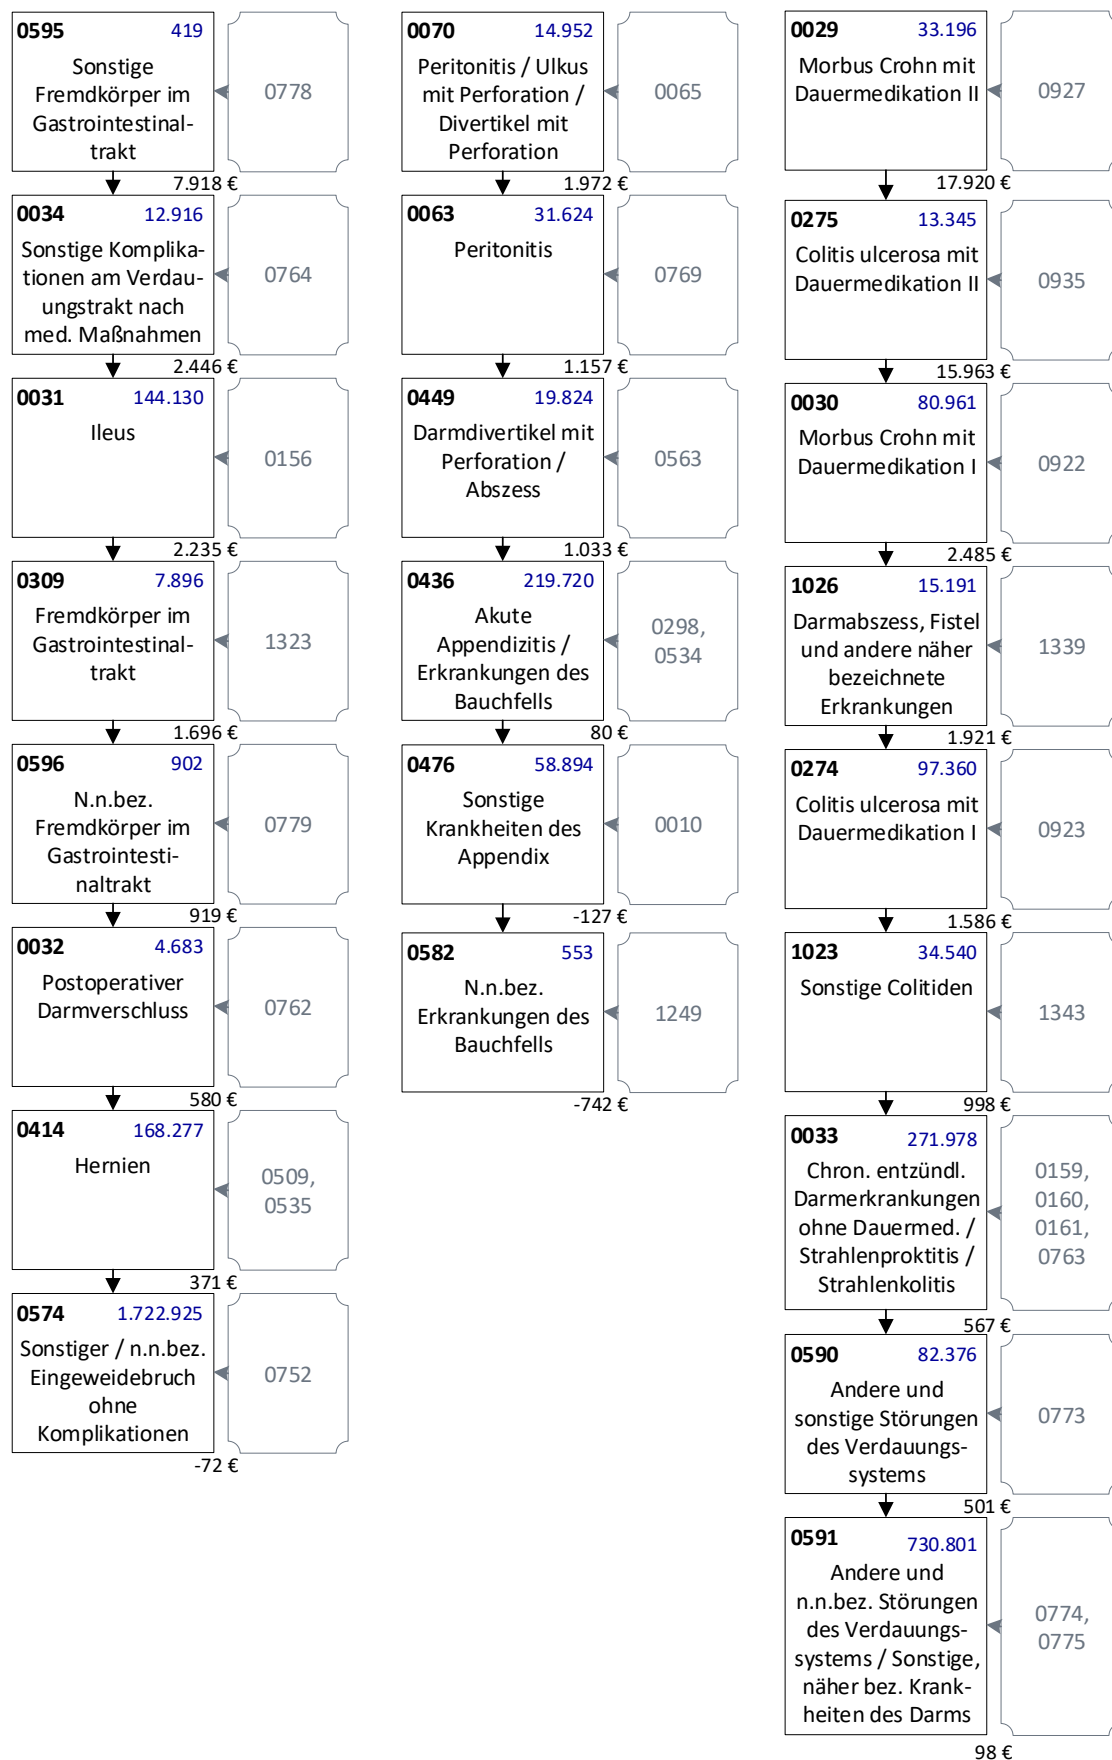 0595 419
Sonstige
Fremdkörper im
Gastrointestinal-
trakt
0778
7.918 €
0034 12.916
Sonstige Komplika-
tionen am Verdau-
ungstrakt nach
med. Maßnahmen
0764
2.446 €
0031 144.130
Ileus
0156
2.235 €
0309 7.896
Fremdkörper im
Gastrointestinal-
trakt
1323
1.696 €
0596 902
N.n.bez.
Fremdkörper im
Gastrointesti-
naltrakt
0779
919 €
0032 4.683
Postoperativer
Darmverschluss
0762
580 €
0414 168.277
Hernien
0509,
0535
371 €
0574 1.722.925
Sonstiger / n.n.bez.
Eingeweidebruch
ohne
Komplikationen
0752
-72 €
0070 14.952
Peritonitis / Ulkus
mit Perforation /
Divertikel mit
Perforation
0065
1.972 €
0063 31.624
Peritonitis
0769
1.157 €
0449 19.824
Darmdivertikel mit
Perforation /
Abszess
0563
1.033 €
0436 219.720
Akute
Appendizitis /
Erkrankungen des
Bauchfells
0298,
0534
80 €
0476 58.894
Sonstige
Krankheiten des
Appendix
0010
-127 €
0582 553
N.n.bez.
Erkrankungen des
Bauchfells
1249
-742 €
0029 33.196
Morbus Crohn mit
Dauermedikation II
0927
17.920 €
0275 13.345
Colitis ulcerosa mit
Dauermedikation II
0935
15.963 €
0030 80.961
Morbus Crohn mit
Dauermedikation I
0922
2.485 €
1026 15.191
Darmabszess, Fistel
und andere näher
bezeichnete
Erkrankungen
1339
1.921 €
0274 97.360
Colitis ulcerosa mit
Dauermedikation I
0923
1.586 €
1023 34.540
Sonstige Colitiden
1343
998 €
0033 271.978
Chron. entzündl.
Darmerkrankungen
ohne Dauermed. /
Strahlenproktitis /
Strahlenkolitis
0159,
0160,
0161,
0763
567 €
0590 82.376
Andere und
sonstige Störungen
des Verdauungs-
systems
0773
501 €
0591 730.801
Andere und
n.n.bez. Störungen
des Verdauungs-
systems / Sonstige,
näher bez. Krank-
heiten des Darms
0774,
0775
98 €